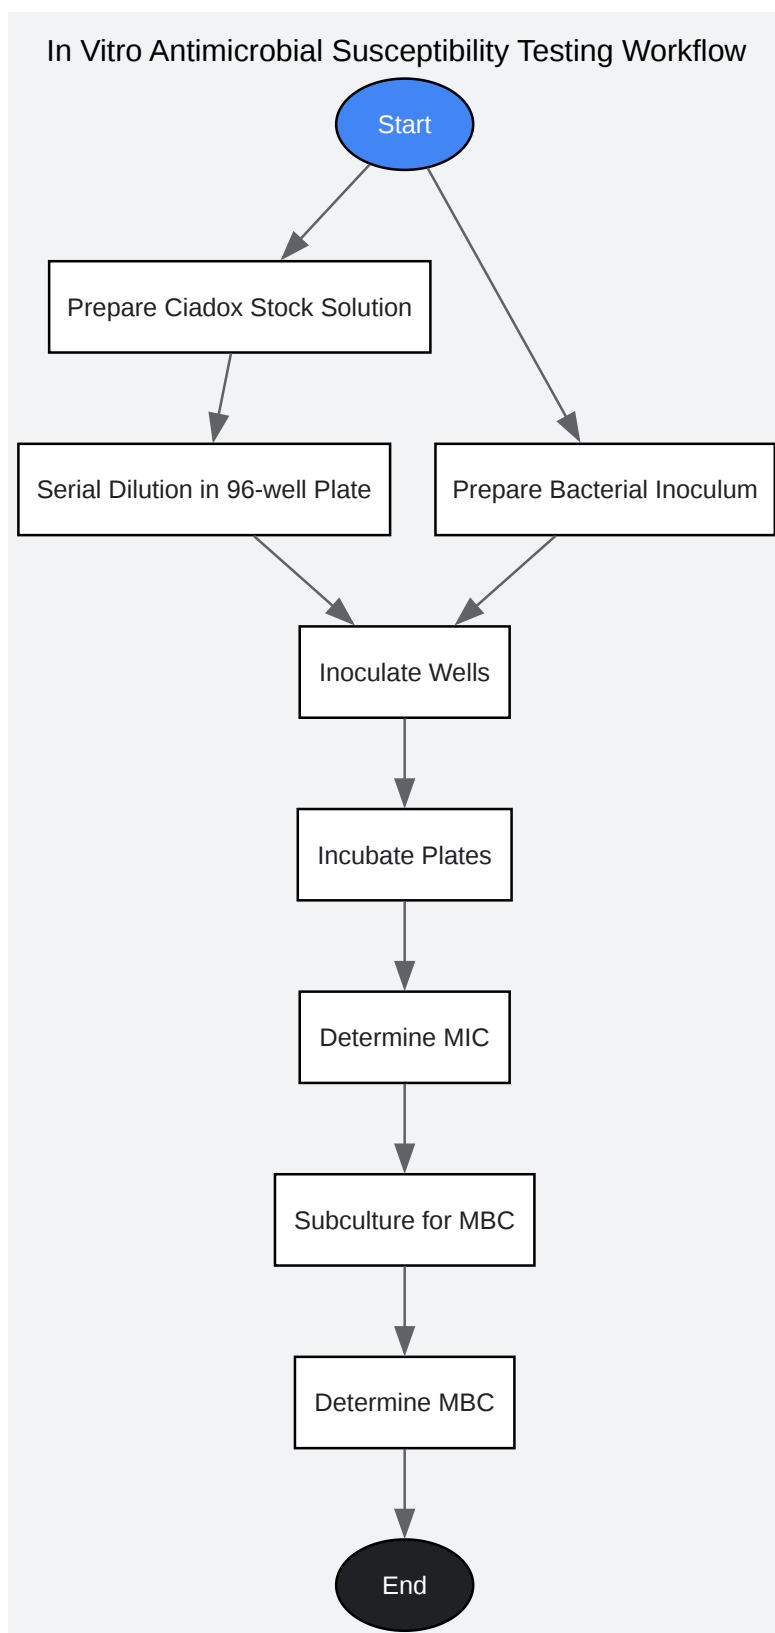 In Vitro Antimicrobial Susceptibility Testing Workflow
Start
Prepare Ciadox Stock Solution
Serial Dilution in 96-well Plate
Prepare Bacterial Inoculum
Inoculate Wells
Incubate Plates
Determine MIC
Subculture for MBC
Determine MBC
End